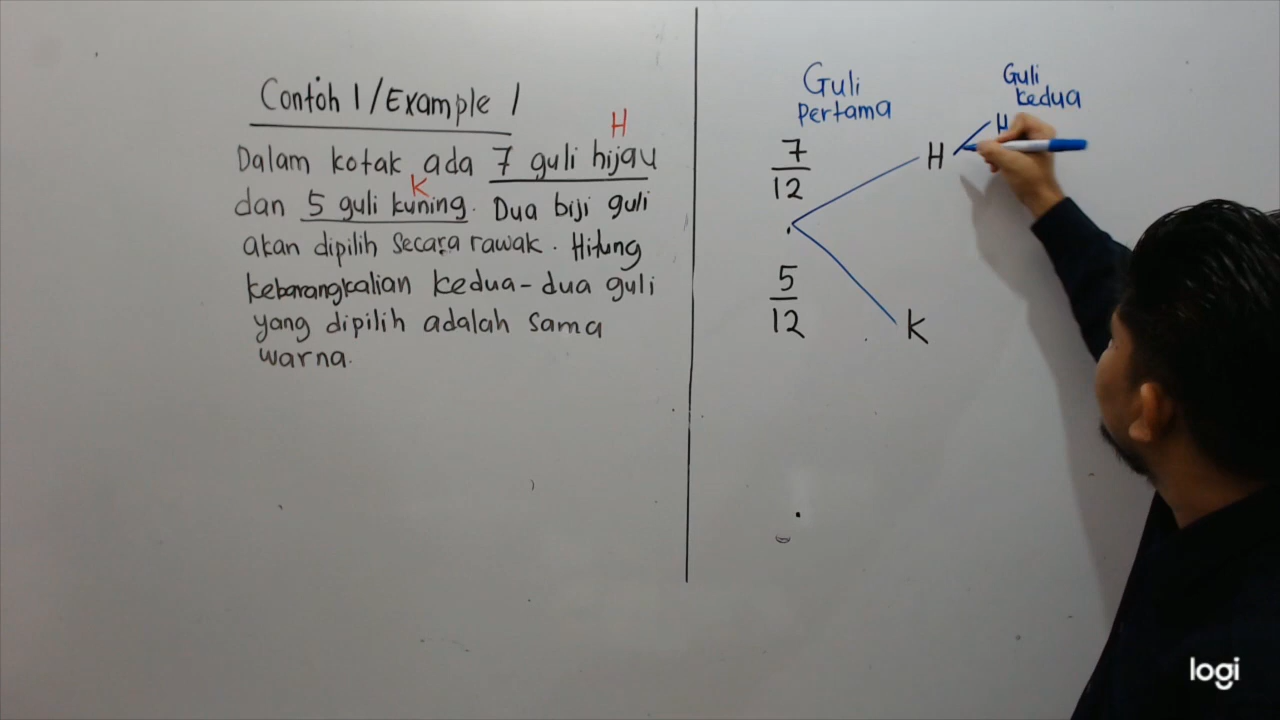 Contoh 1/Example 1
H
Dalam kotak ada 7 guli hijau
K
dan 5 guli kuning. Dua biji guli
akan dipilih secara rawak. Hitung
kebarangkalian kedua-dua guli
yang dipilih adalah sama
warna.
Guli
Pertama
Guli
kedua
7
12
H
H
5
12
K
logi